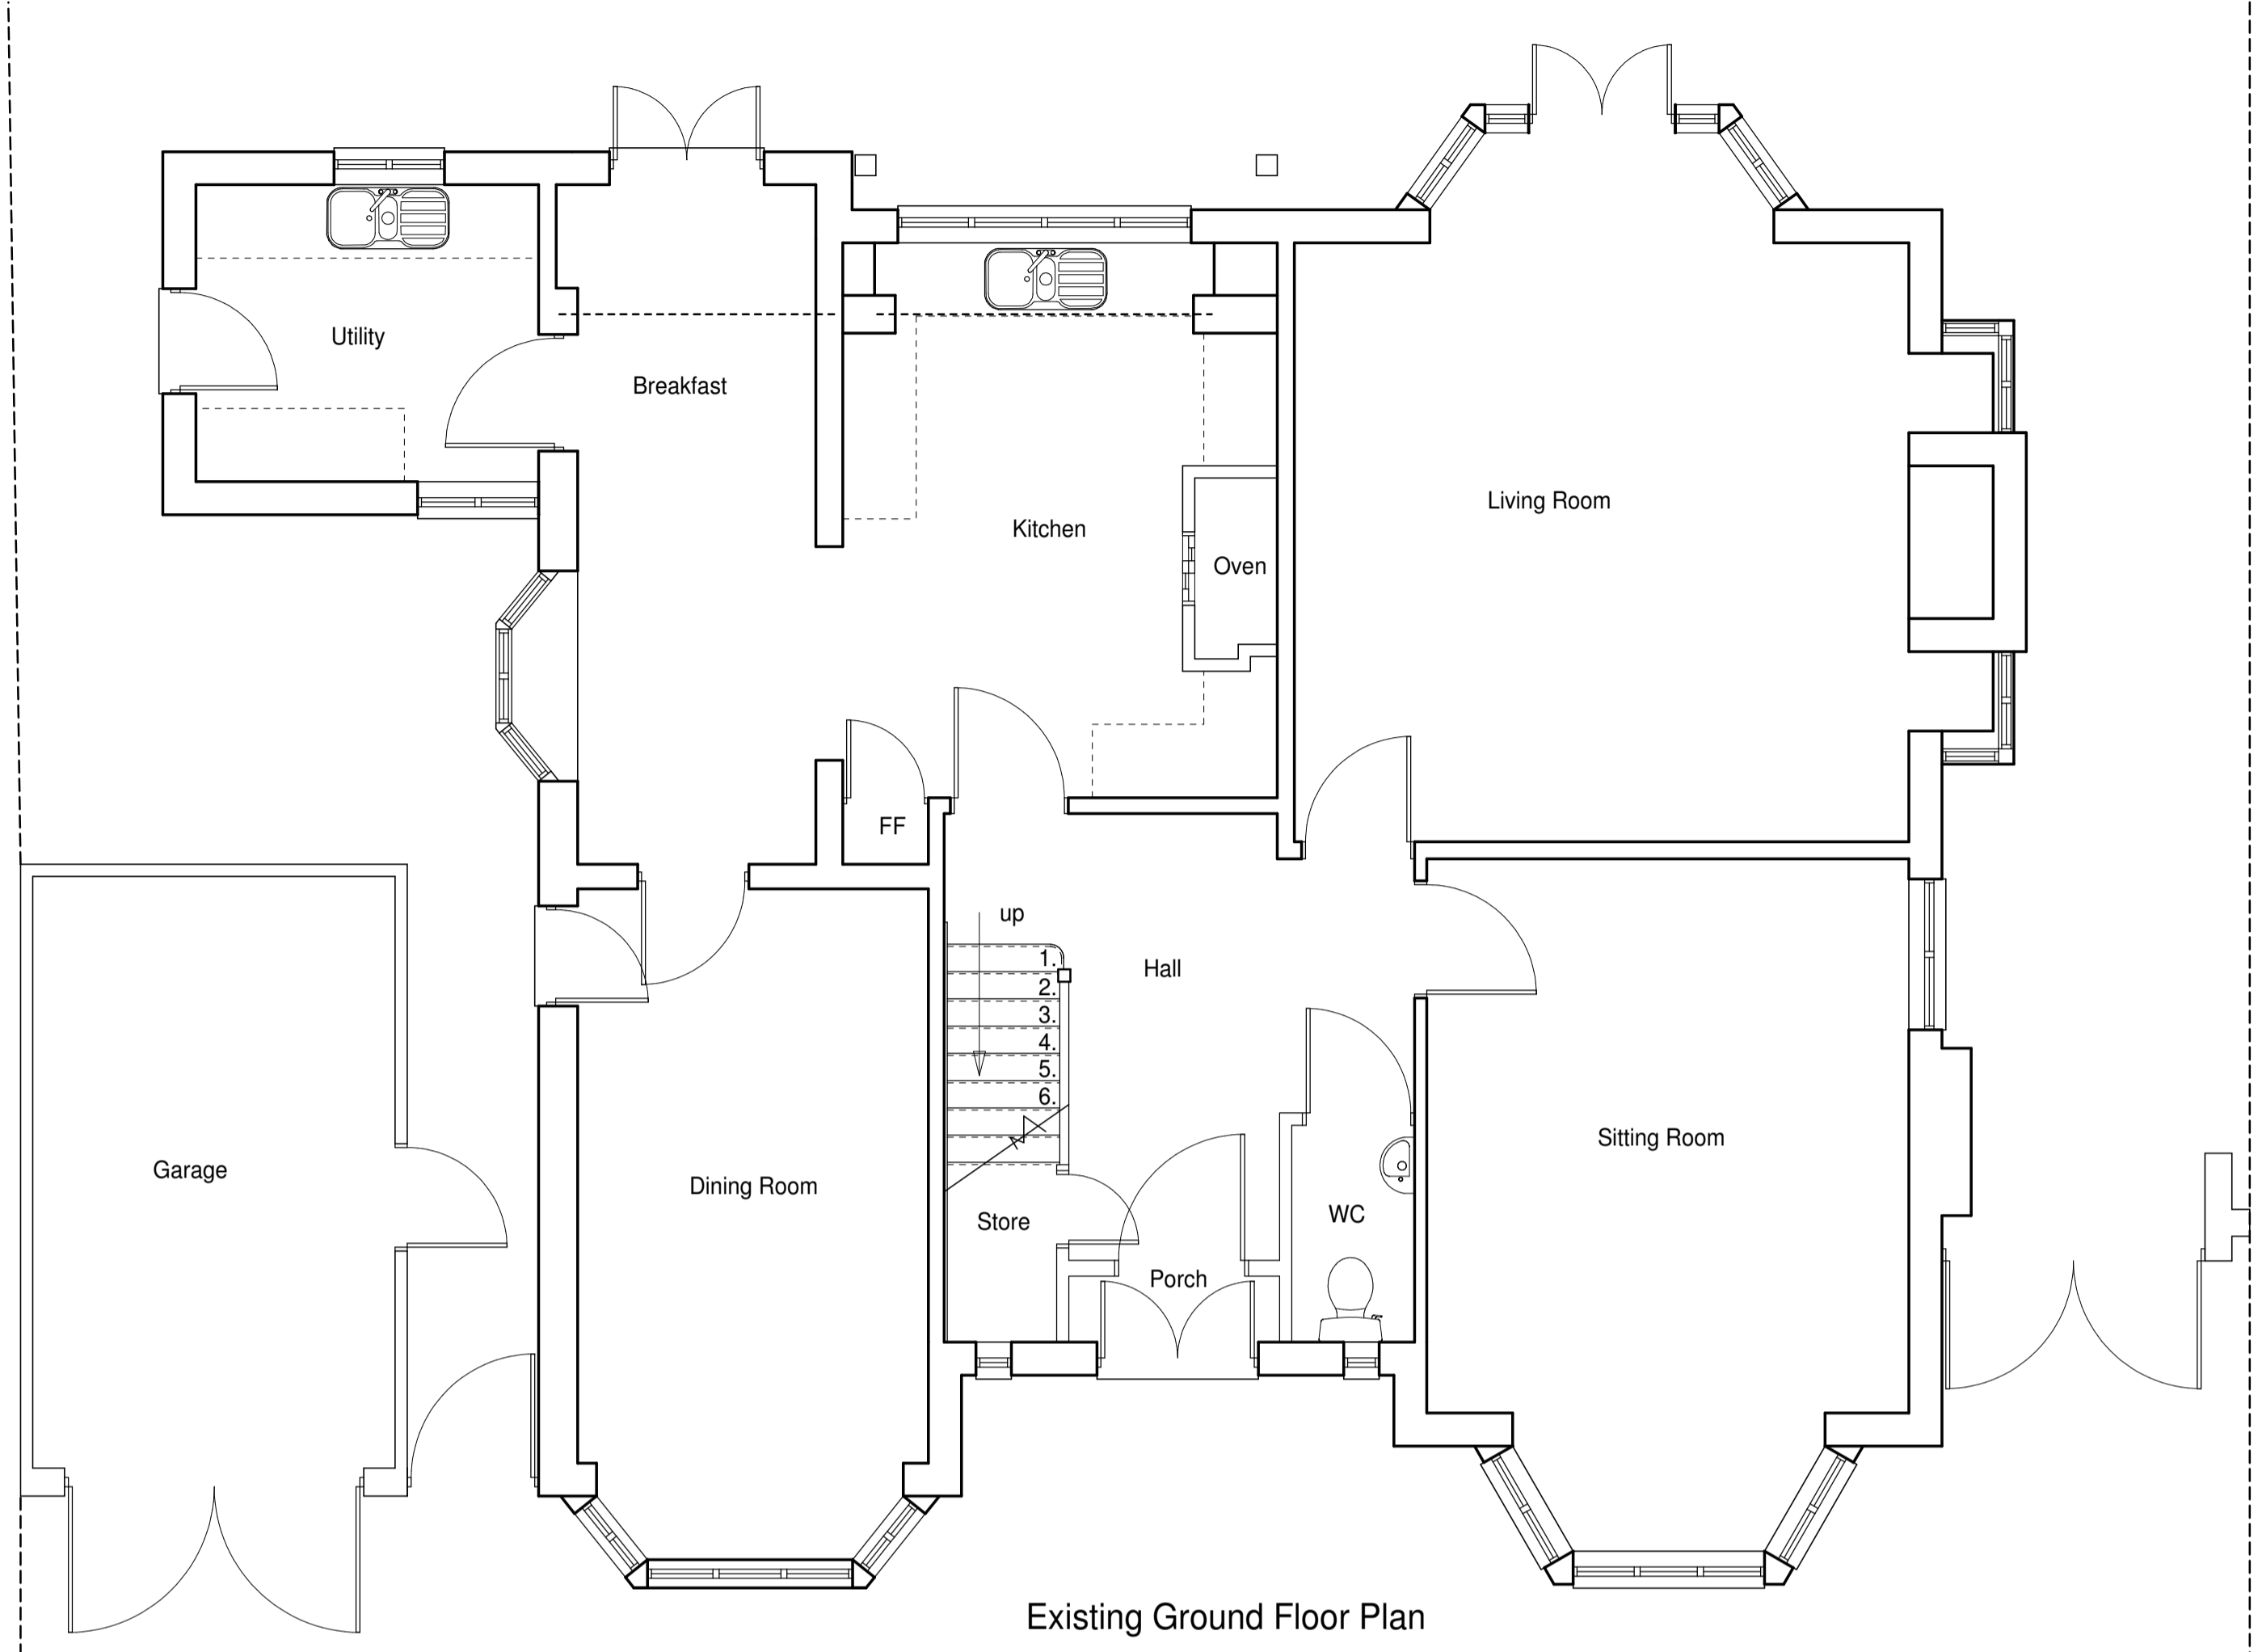 Utility
Breakfast
Kitchen
Living Room
Oven
FF
up
1.
2.
3.
4.
5.
6.
Hall
Garage
Dining Room
Store
Porch
WC
Sitting Room
Existing Ground Floor Plan